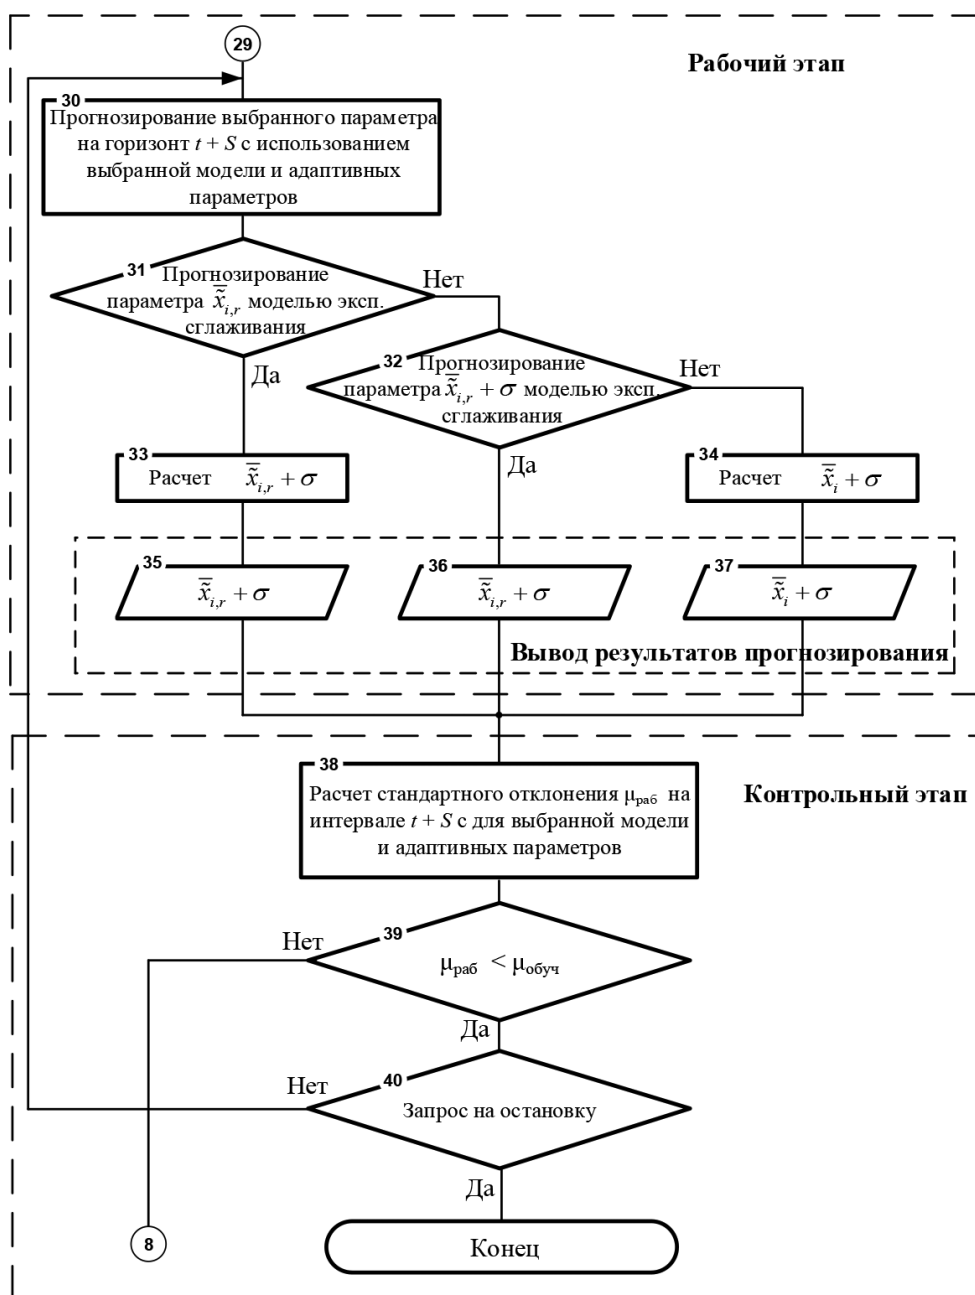 29
Рабочий этап
30
Прогнозирование выбранного параметра
на горизонт t + S с использованием
выбранной модели и адаптивных
параметров
31
Прогнозирование
параметра x̃̄i,r моделью эксп.
сглаживания
Нет
Да
32
Прогнозирование
параметра x̃̄i,r + σ моделью эксп.
сглаживания
Нет
Да
33
Расчет x̃̄i,r + σ
34
Расчет x̃̄i + σ
35
x̃̄i,r + σ
36
x̃̄i,r + σ
37
x̃̄i + σ
Вывод результатов прогнозирования
38
Расчет стандартного отклонения μраб на
интервале t + S с для выбранной модели
и адаптивных параметров
Контрольный этап
39
μраб < μобуч
Нет
Да
40
Запрос на остановку
Нет
Да
8
Конец